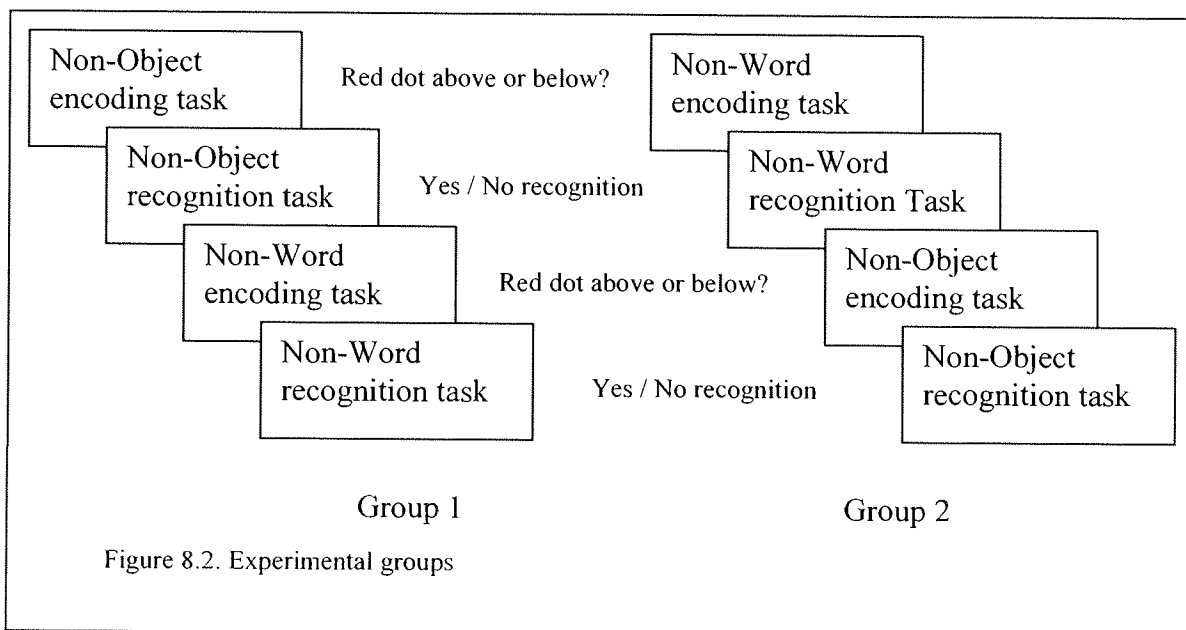 Non-Object
encoding task
Red dot above or below?
Non-Word
encoding task
Non-Object
recognition task
Yes / No recognition
Non-Word
recognition Task
Non-Word
encoding task
Red dot above or below?
Non-Object
encoding task
Non-Word
recognition task
Yes / No recognition
Non-Object
recognition task
Group 1
Group 2
Figure 8.2. Experimental groups